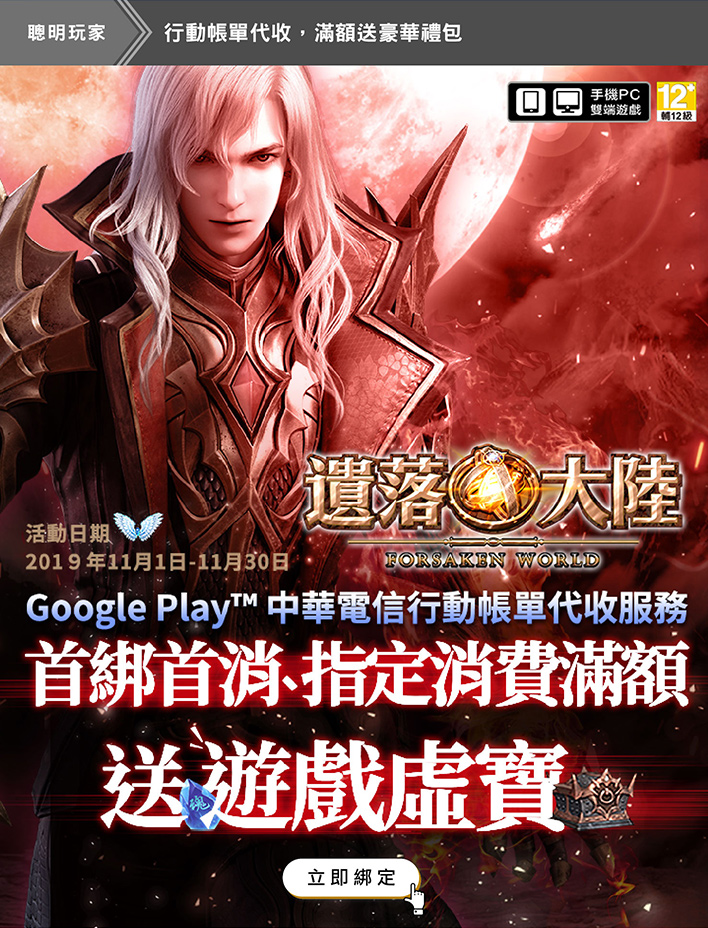 聰明玩家
行動帳單代收，滿額送豪華禮包
手機PC
雙端遊戲
12+
輔12級
遺落大陸
FORSAKEN WORLD
活動日期
2019年11月1日-11月30日
Google Play™ 中華電信行動帳單代收服務
首綁首消、指定消費滿額
送遊戲虛寶
魂
立即綁定